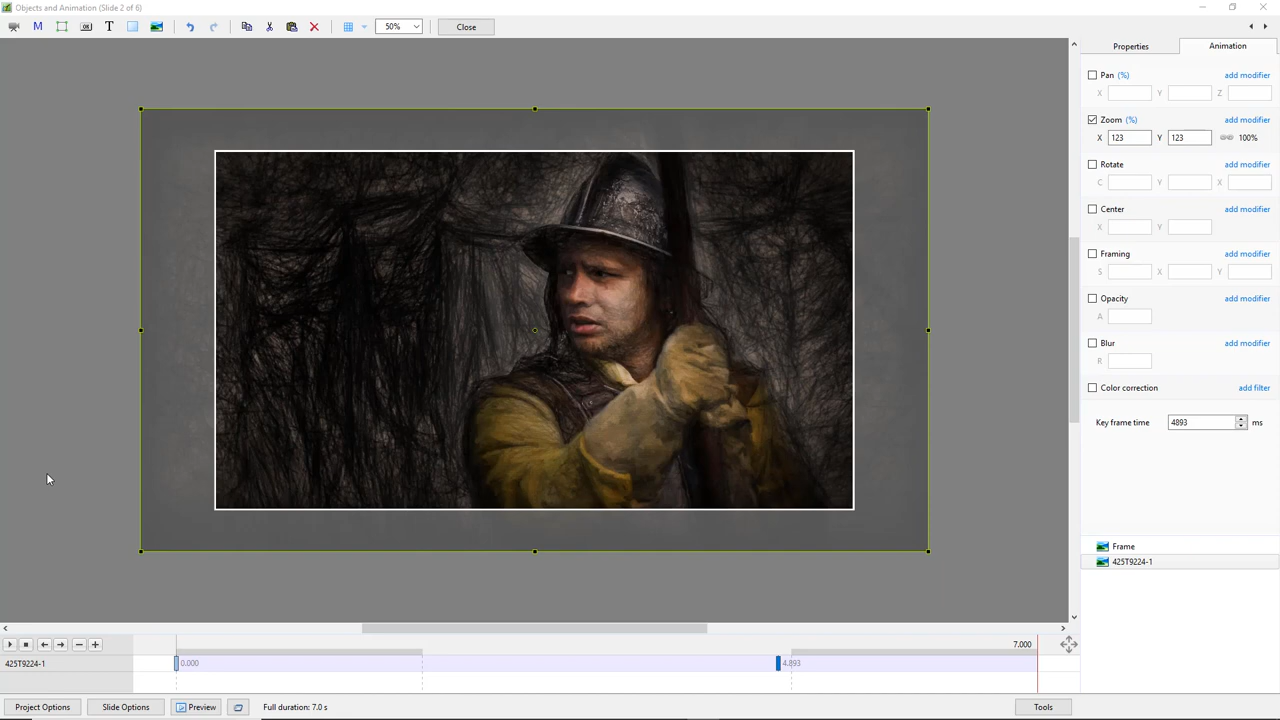 Objects and Animation (Slide 2 of 6)
M OK T 50% Close
Properties Animation
Pan (%) add modifier
X Y Z
Zoom (%) add modifier
X 123 Y 123 100%
Rotate add modifier
C Y X
Center add modifier
X Y
Framing add modifier
S X Y
Opacity add modifier
A
Blur add modifier
R
Color correction add filter
Key frame time 4893 ms
Frame
425T9224-1
7.000
425T9224-1 0.000 4.893
Project Options Slide Options Preview Full duration: 7.0 s Tools